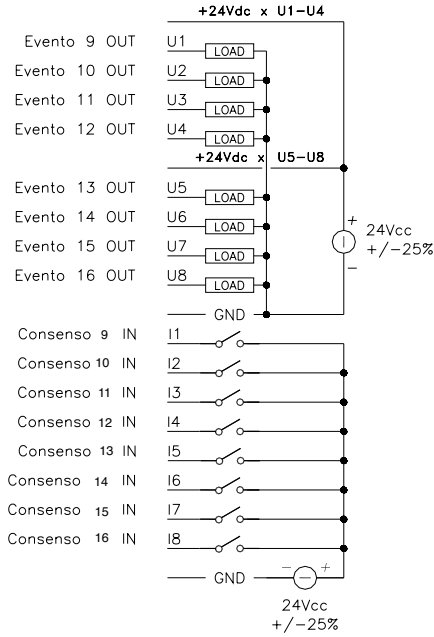 +24Vdc x U1-U4
Evento 9 OUT U1 LOAD
Evento 10 OUT U2 LOAD
Evento 11 OUT U3 LOAD
Evento 12 OUT U4 LOAD
+24Vdc x U5-U8
Evento 13 OUT U5 LOAD
Evento 14 OUT U6 LOAD
Evento 15 OUT U7 LOAD
Evento 16 OUT U8 LOAD
+
24Vcc
+/-25%
-
GND
Consenso 9 IN I1
Consenso 10 IN I2
Consenso 11 IN I3
Consenso 12 IN I4
Consenso 13 IN I5
Consenso 14 IN I6
Consenso 15 IN I7
Consenso 16 IN I8
- +
GND
24Vcc
+/-25%